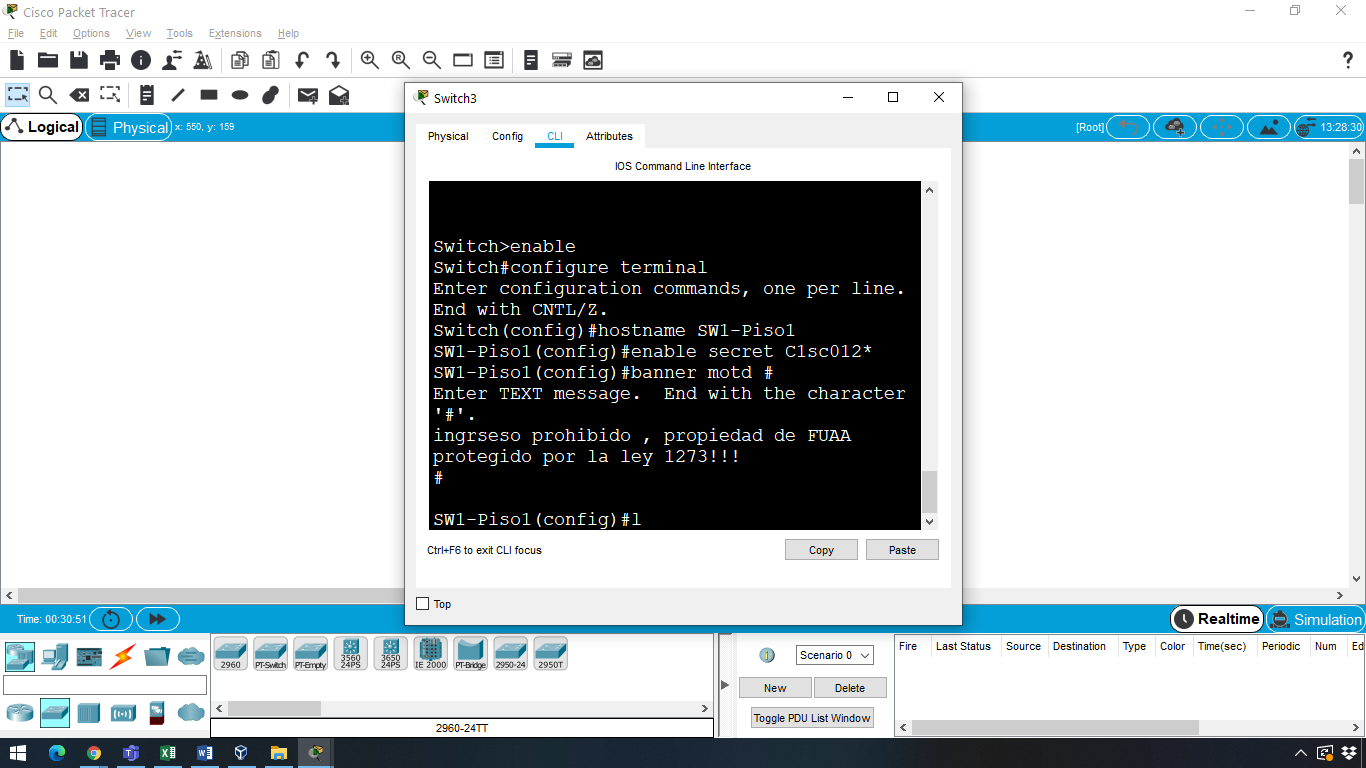 Cisco Packet Tracer
File Edit Options View Tools Extensions Help
?
Logical
Physical
x: 550, y: 159
[Root]
13:28:30
Switch3
Physical Config CLI Attributes
IOS Command Line Interface
Switch>enable
Switch#configure terminal
Enter configuration commands, one per line.
End with CNTL/Z.
Switch(config)#hostname SW1-Piso1
SW1-Piso1(config)#enable secret C1sc012*
SW1-Piso1(config)#banner motd #
Enter TEXT message.  End with the character
'#'.
ingrseso prohibido , propiedad de FUAA
protegido por la ley 1273!!!
#
SW1-Piso1(config)#l
Ctrl+F6 to exit CLI focus
Copy
Paste
Top
Time: 00:30:51
Realtime
Simulation
2960 PT-Switch PT-Empty 3560 24PS 3650 24PS IE 2000 PT-Bridge 2950-24 2950T
2960-24TT
Scenario 0
New
Delete
Toggle PDU List Window
Fire Last Status Source Destination Type Color Time(sec) Periodic Num Ed